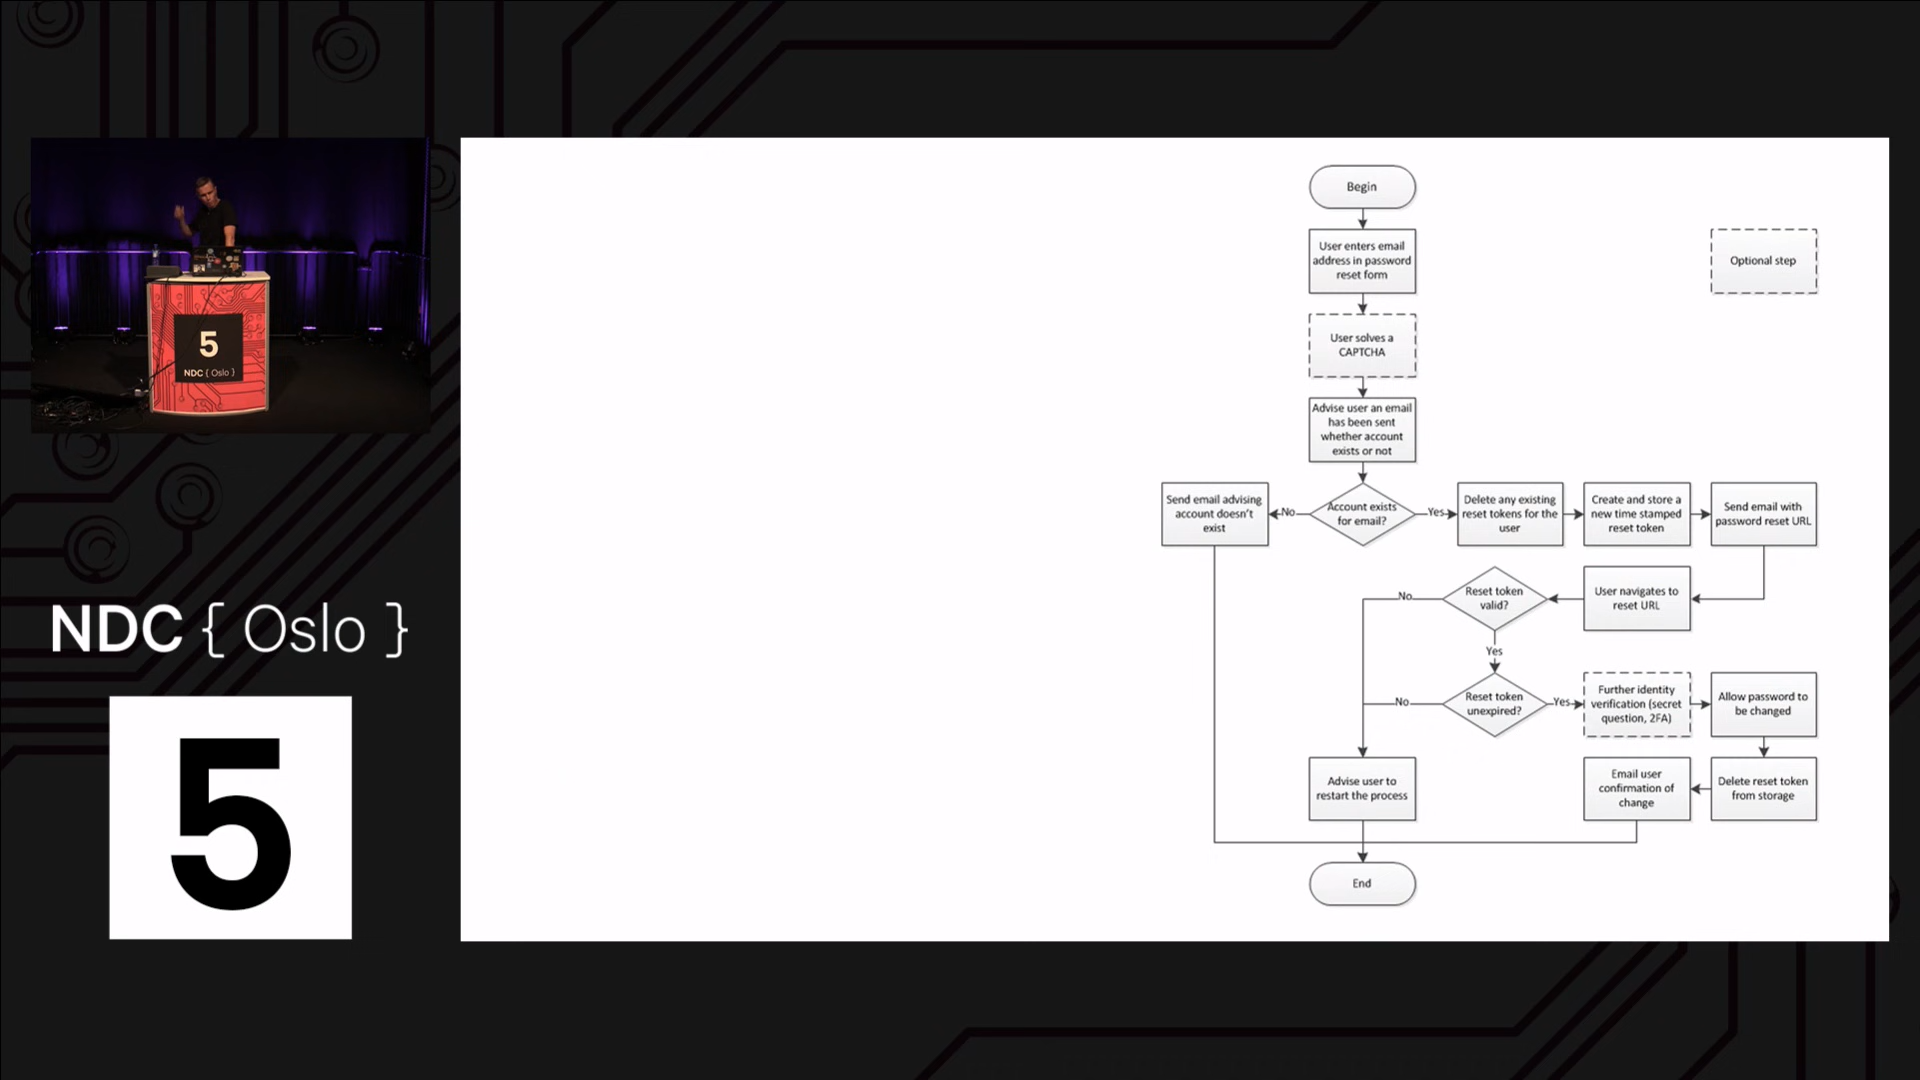 5
NDC { Oslo }
NDC { Oslo }
5
Begin
User enters email
address in password
reset form
Optional step
User solves a
CAPTCHA
Advise user an email
has been sent
whether account
exists or not
Send email advising
account doesn't
exist
No
Account exists
for email?
Yes
Delete any existing
reset tokens for the
user
Create and store a
new time stamped
reset token
Send email with
password reset URL
No
Reset token
valid?
User navigates to
reset URL
Yes
No
Reset token
unexpired?
Yes
Further identity
verification (secret
question, 2FA)
Allow password to
be changed
Advise user to
restart the process
Email user
confirmation of
change
Delete reset token
from storage
End